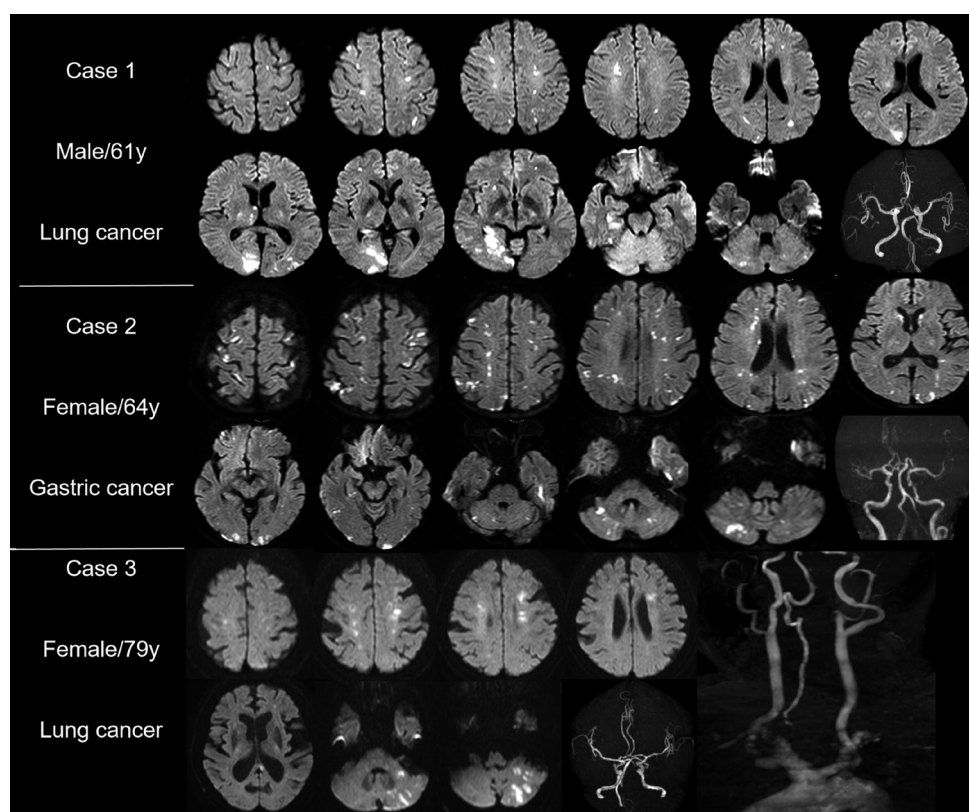 Case 1
Male/61y
Lung cancer
Case 2
Female/64y
Gastric cancer
Case 3
Female/79y
Lung cancer